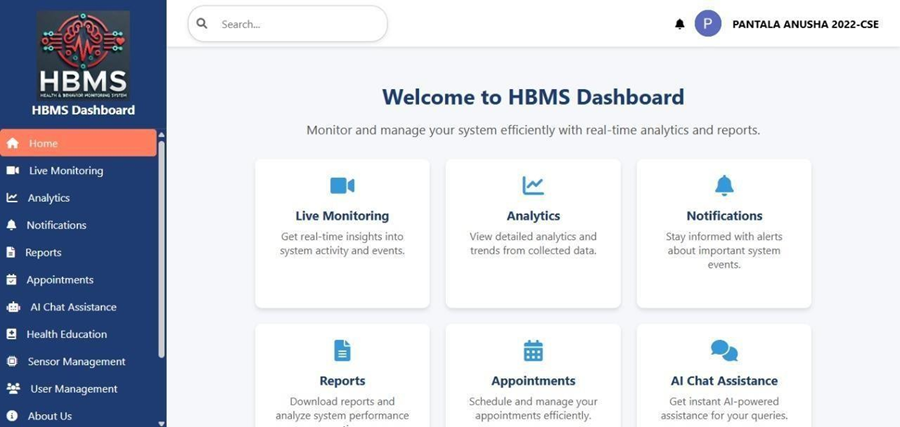 HBMS
HEALTH & BEHAVIOR MONITORING SYSTEM
HBMS Dashboard
Home
Live Monitoring
Analytics
Notifications
Reports
Appointments
AI Chat Assistance
Health Education
Sensor Management
User Management
About Us
Search...
P
PANTALA ANUSHA 2022-CSE
Welcome to HBMS Dashboard
Monitor and manage your system efficiently with real-time analytics and reports.
Live Monitoring
Get real-time insights into
system activity and events.
Analytics
View detailed analytics and
trends from collected data.
Notifications
Stay informed with alerts
about important system
events.
Reports
Download reports and
analyze system performance
Appointments
Schedule and manage your
appointments efficiently.
AI Chat Assistance
Get instant AI-powered
assistance for your queries.